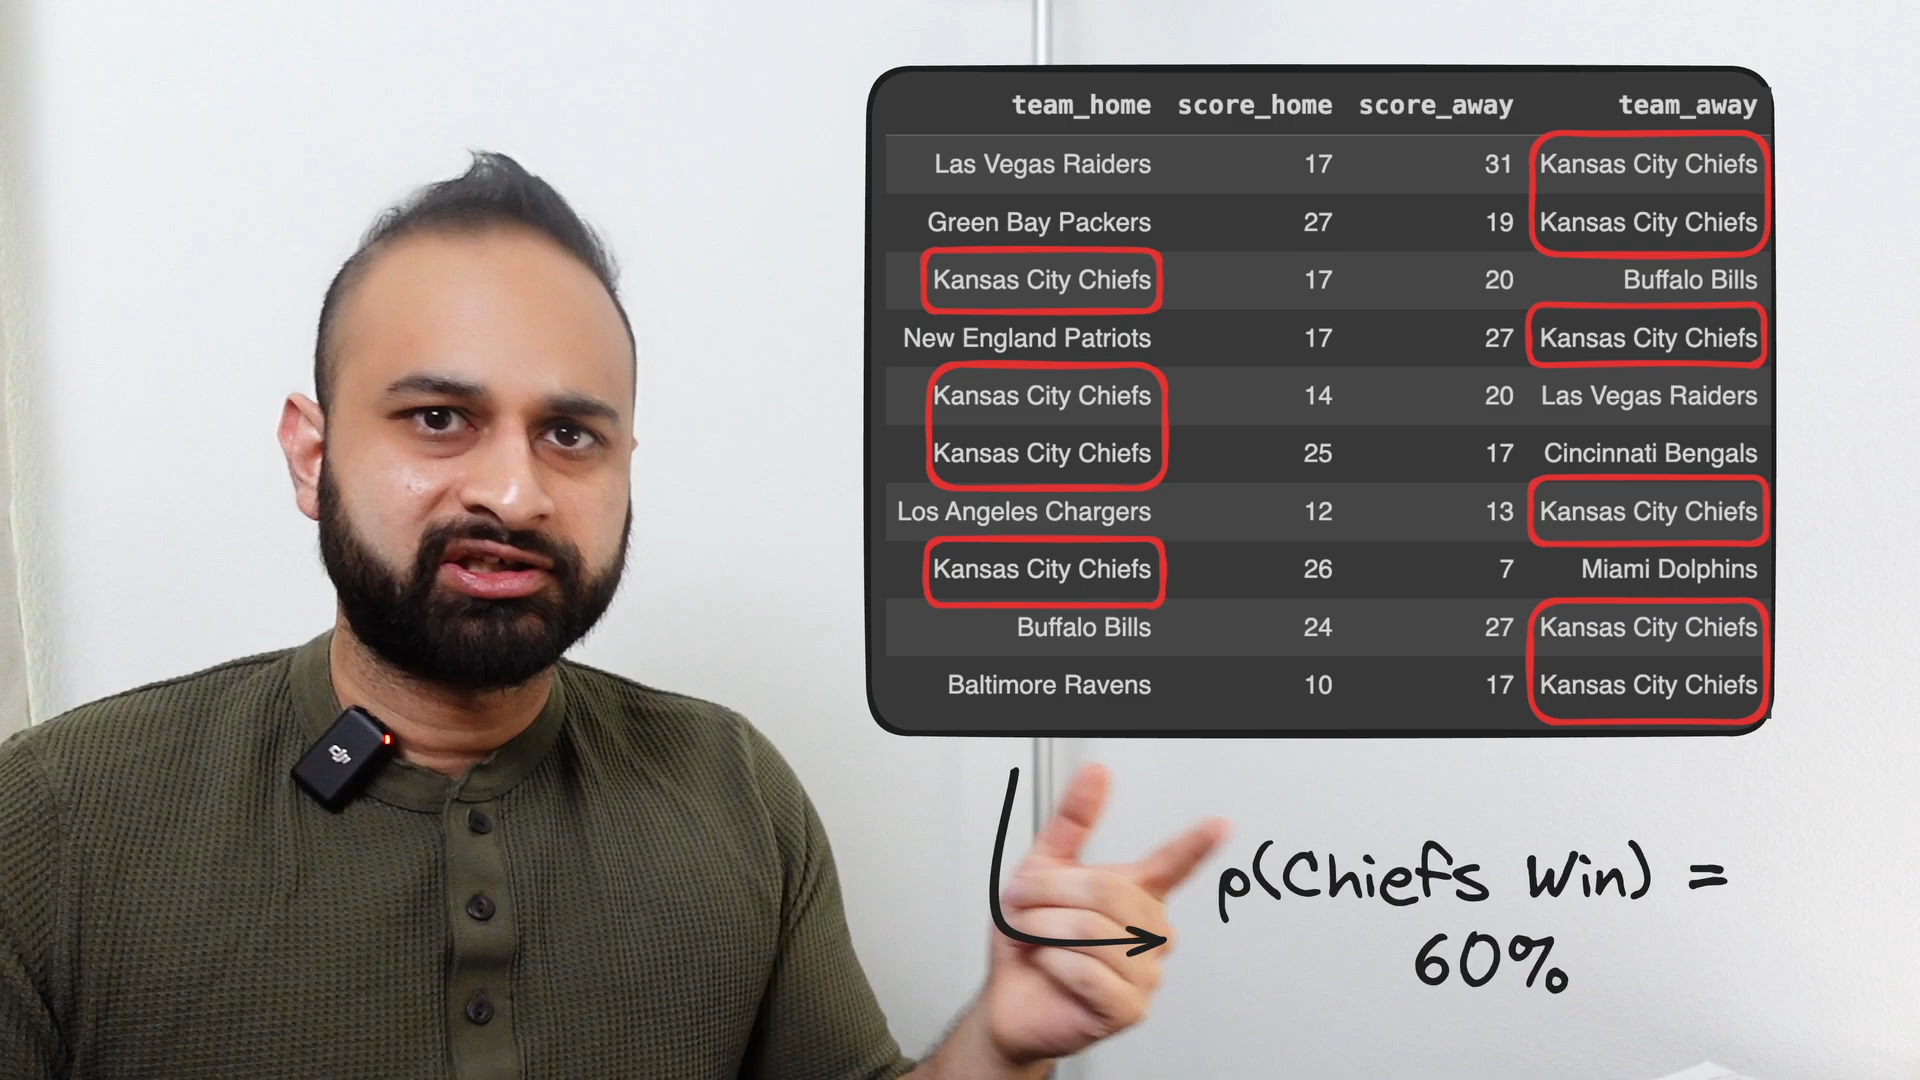 team_home score_home score_away team_away
Las Vegas Raiders 17 31 Kansas City Chiefs
Green Bay Packers 27 19 Kansas City Chiefs
Kansas City Chiefs 17 20 Buffalo Bills
New England Patriots 17 27 Kansas City Chiefs
Kansas City Chiefs 14 20 Las Vegas Raiders
Kansas City Chiefs 25 17 Cincinnati Bengals
Los Angeles Chargers 12 13 Kansas City Chiefs
Kansas City Chiefs 26 7 Miami Dolphins
Buffalo Bills 24 27 Kansas City Chiefs
Baltimore Ravens 10 17 Kansas City Chiefs
dji
p(Chiefs Win) =
60%